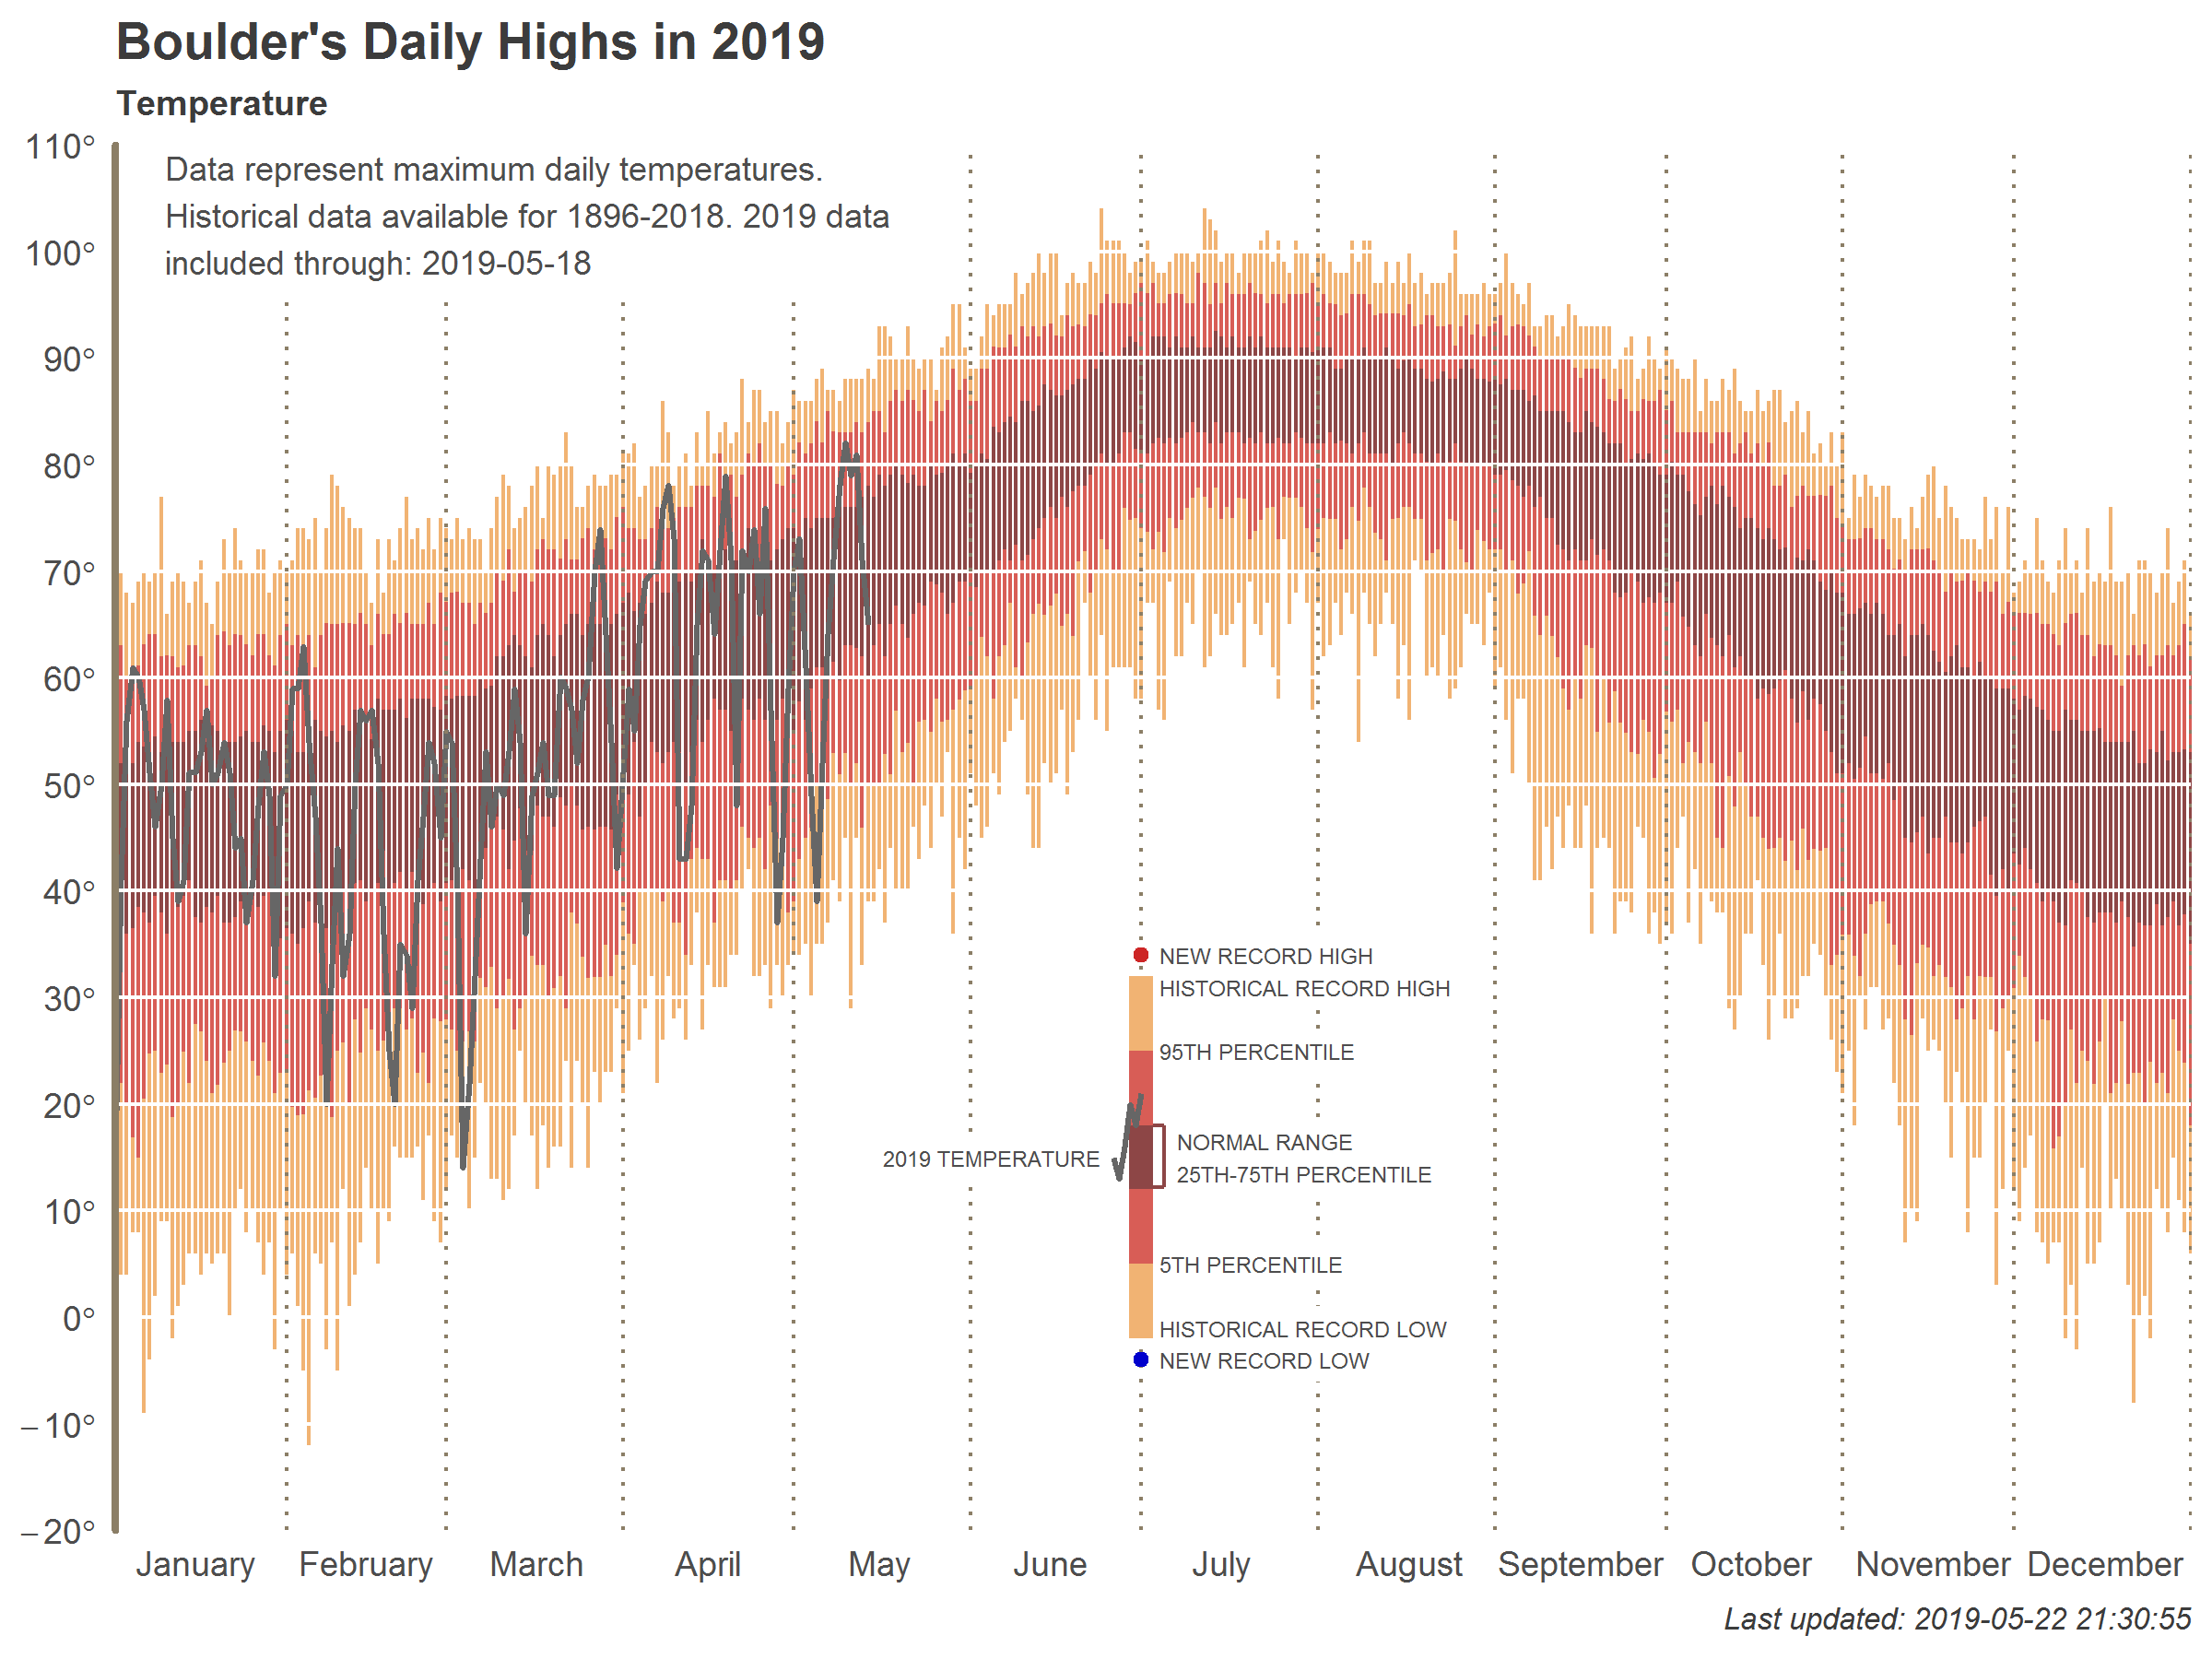 Boulder's Daily Highs in 2019
Temperature
110°
Data represent maximum daily temperatures.
Historical data available for 1896-2018. 2019 data
included through: 2019-05-18
100°
90°
80°
70°
60°
50°
40°
30°
20°
10°
0°
−10°
−20°
NEW RECORD HIGH
HISTORICAL RECORD HIGH
95TH PERCENTILE
2019 TEMPERATURE
NORMAL RANGE
25TH-75TH PERCENTILE
5TH PERCENTILE
HISTORICAL RECORD LOW
NEW RECORD LOW
January February March April May June July August September October November December
Last updated: 2019-05-22 21:30:55